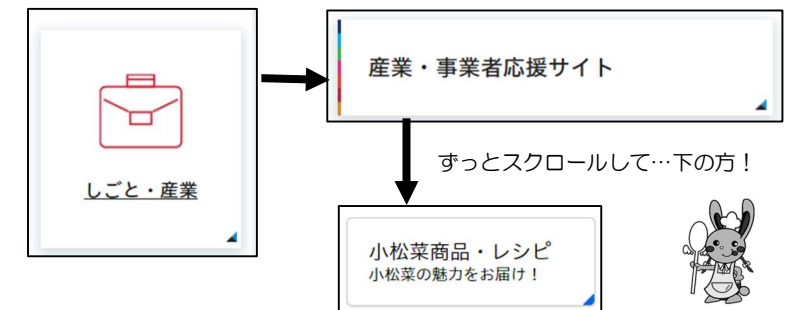 しごと・産業
産業・事業者応援サイト
ずっとスクロールして…下の方！
小松菜商品・レシピ
小松菜の魅力をお届け！